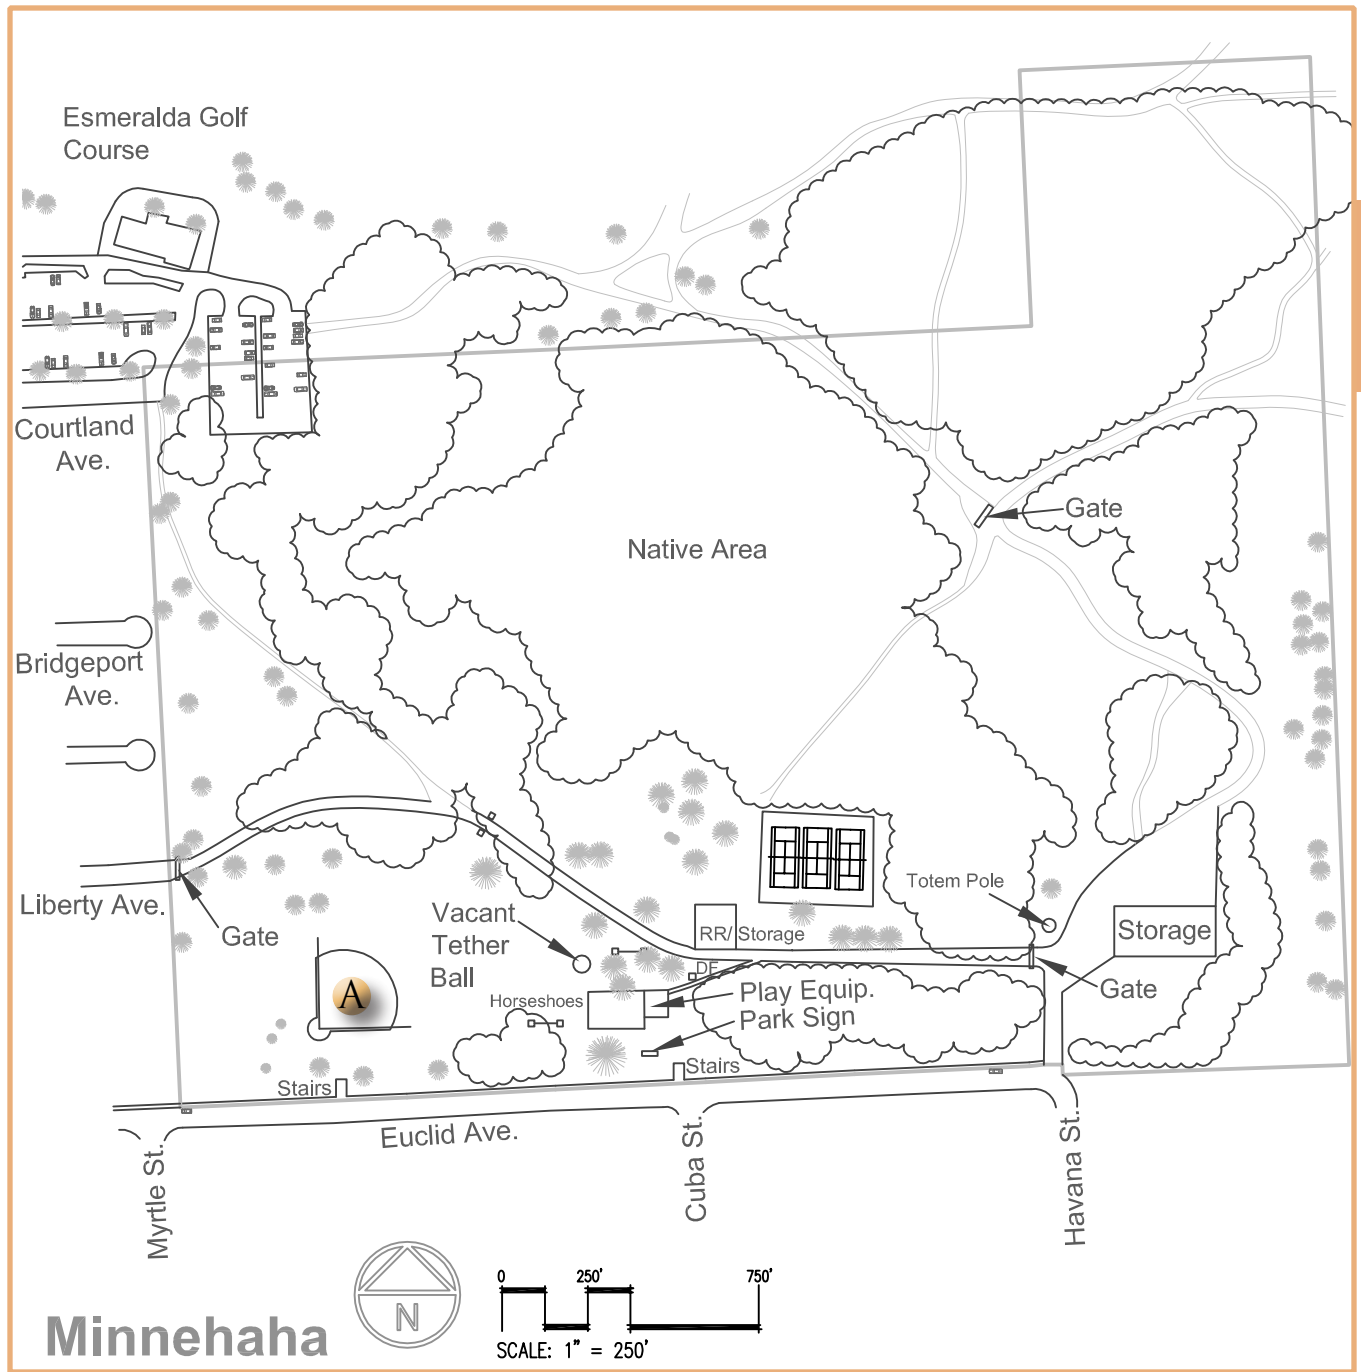 Esmeralda Golf
Course
Courtland
Ave.
Gate
Native Area
Bridgeport
Ave.
Liberty Ave.
Gate
Vacant
Tether
Ball
RR/ Storage
Totem Pole
Storage
DF
Gate
A
Horseshoes
Play Equip.
Park Sign
Stairs
Stairs
Euclid Ave.
Myrtle St.
Cuba St.
Havana St.
N
0 250' 750'
SCALE: 1" = 250'
Minnehaha